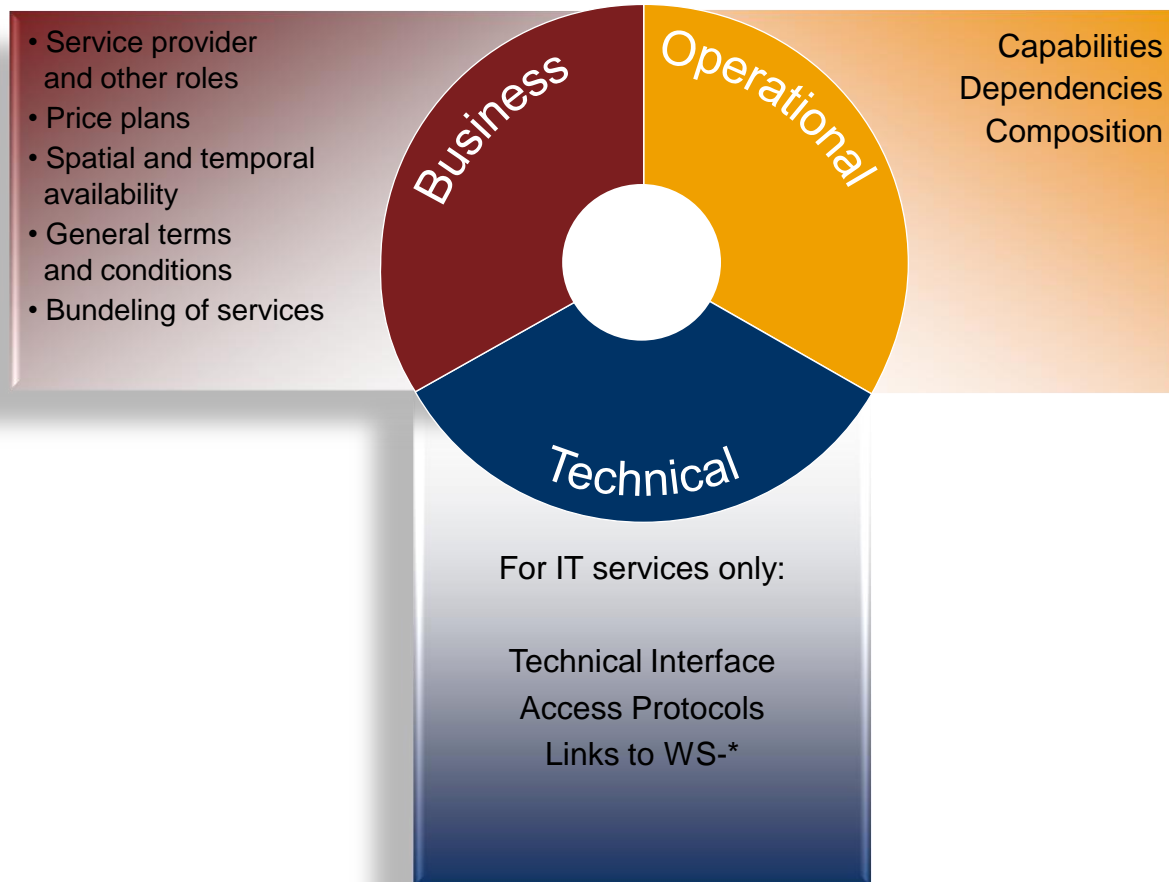 • Service provider
and other roles
• Price plans
• Spatial and temporal
availability
• General terms
and conditions
• Bundeling of services
Business
Operational
Capabilities
Dependencies
Composition
Technical
For IT services only:
Technical Interface
Access Protocols
Links to WS-*